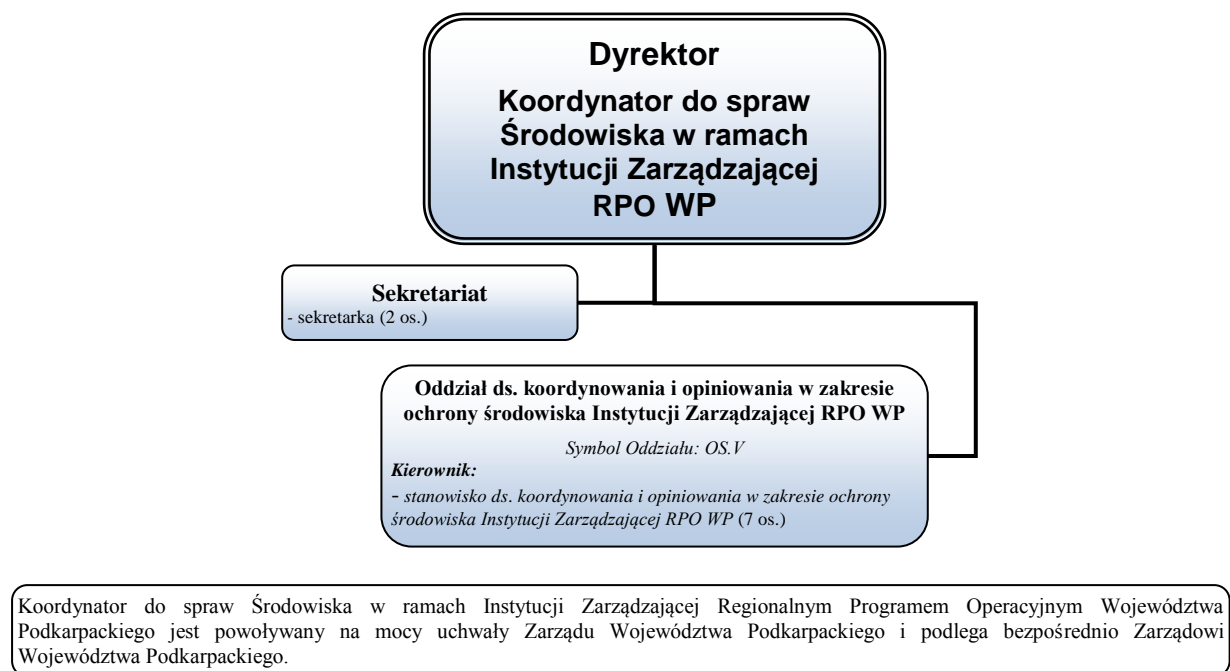 Dyrektor
Koordynator do spraw
Środowiska w ramach
Instytucji Zarządzającej
RPO WP
Sekretariat
- sekretarka (2 os.)
Oddział ds. koordynowania i opiniowania w zakresie
ochrony środowiska Instytucji Zarządzającej RPO WP
Symbol Oddziału: OS.V
Kierownik:
- stanowisko ds. koordynowania i opiniowania w zakresie ochrony
środowiska Instytucji Zarządzającej RPO WP (7 os.)
Koordynator do spraw Środowiska w ramach Instytucji Zarządzającej Regionalnym Programem Operacyjnym Województwa
Podkarpackiego jest powoływany na mocy uchwały Zarządu Województwa Podkarpackiego i podlega bezpośrednio Zarządowi
Województwa Podkarpackiego.